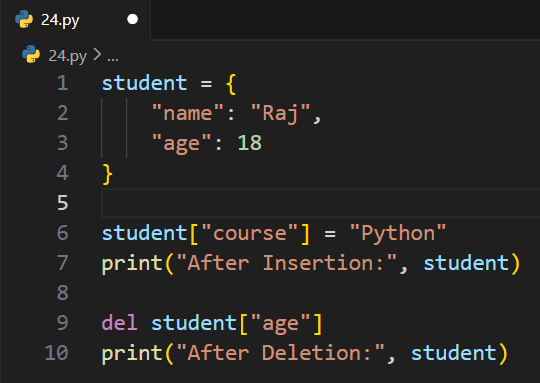 24.py
24.py > ...
1 student = {
2     "name": "Raj",
3     "age": 18
4 }
5
6 student["course"] = "Python"
7 print("After Insertion:", student)
8
9 del student["age"]
10 print("After Deletion:", student)